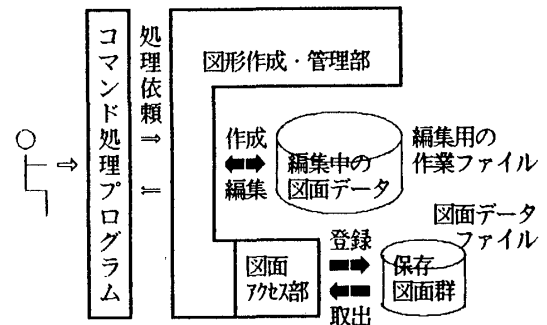 コマンド処理プログラム
処理依頼
図形作成・管理部
作成
編集
編集中の
図面データ
編集用の
作業ファイル
図面データ
ファイル
図面
アクセス部
登録
取出
保存
図面群